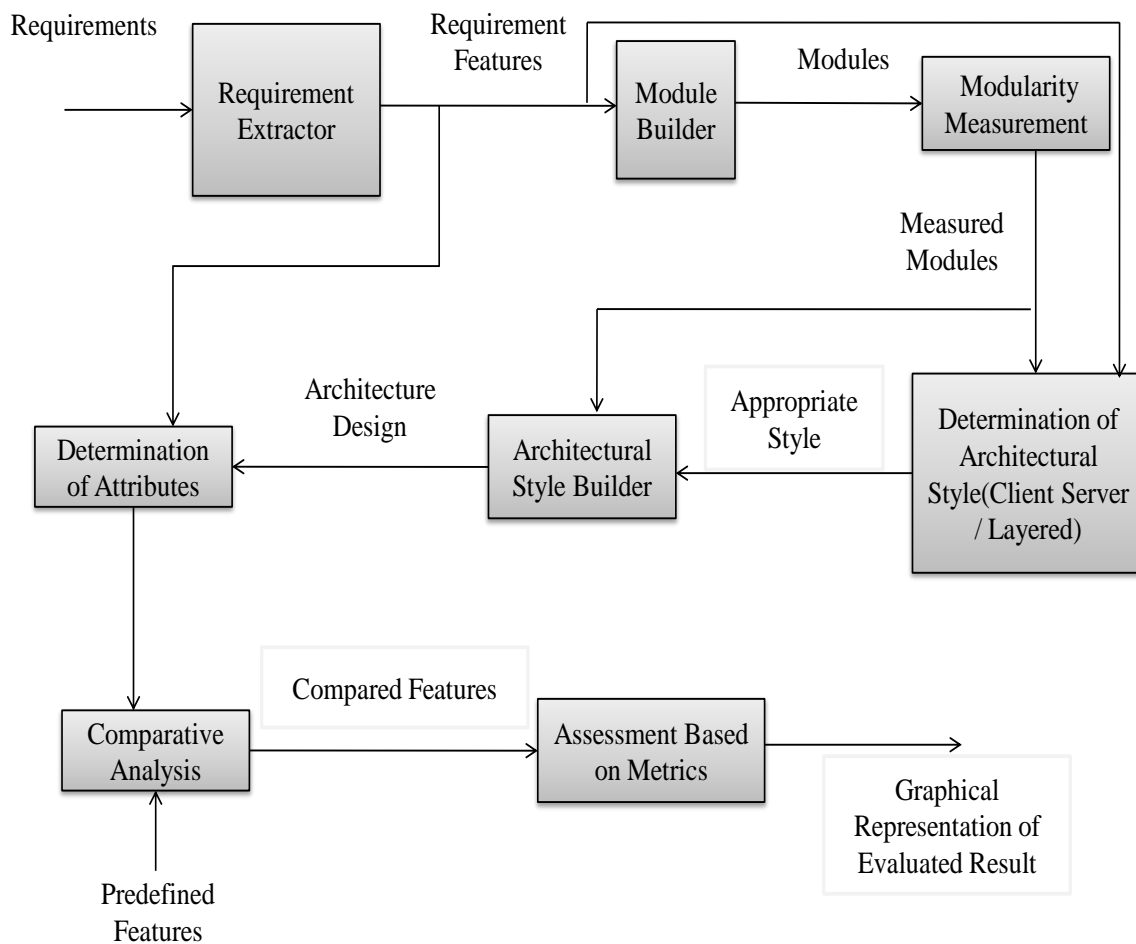 Requirements
Requirement
Extractor
Requirement
Features
Module
Builder
Modules
Modularity
Measurement
Measured
Modules
Architecture
Design
Appropriate
Style
Determination
of Attributes
Architectural
Style Builder
Determination of
Architectural
Style(Client Server
/ Layered)
Compared Features
Comparative
Analysis
Assessment Based
on Metrics
Graphical
Representation of
Evaluated Result
Predefined
Features